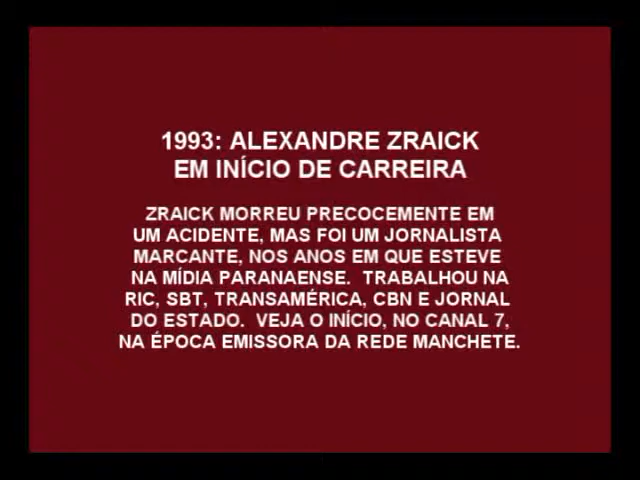 1993: ALEXANDRE ZRAICK
EM INÍCIO DE CARREIRA
ZRAICK MORREU PRECOCEMENTE EM
UM ACIDENTE, MAS FOI UM JORNALISTA
MARCANTE, NOS ANOS EM QUE ESTEVE
NA MÍDIA PARANAENSE. TRABALHOU NA
RIC, SBT, TRANSAMÉRICA, CBN E JORNAL
DO ESTADO. VEJA O INÍCIO, NO CANAL 7,
NA ÉPOCA EMISSORA DA REDE MANCHETE.